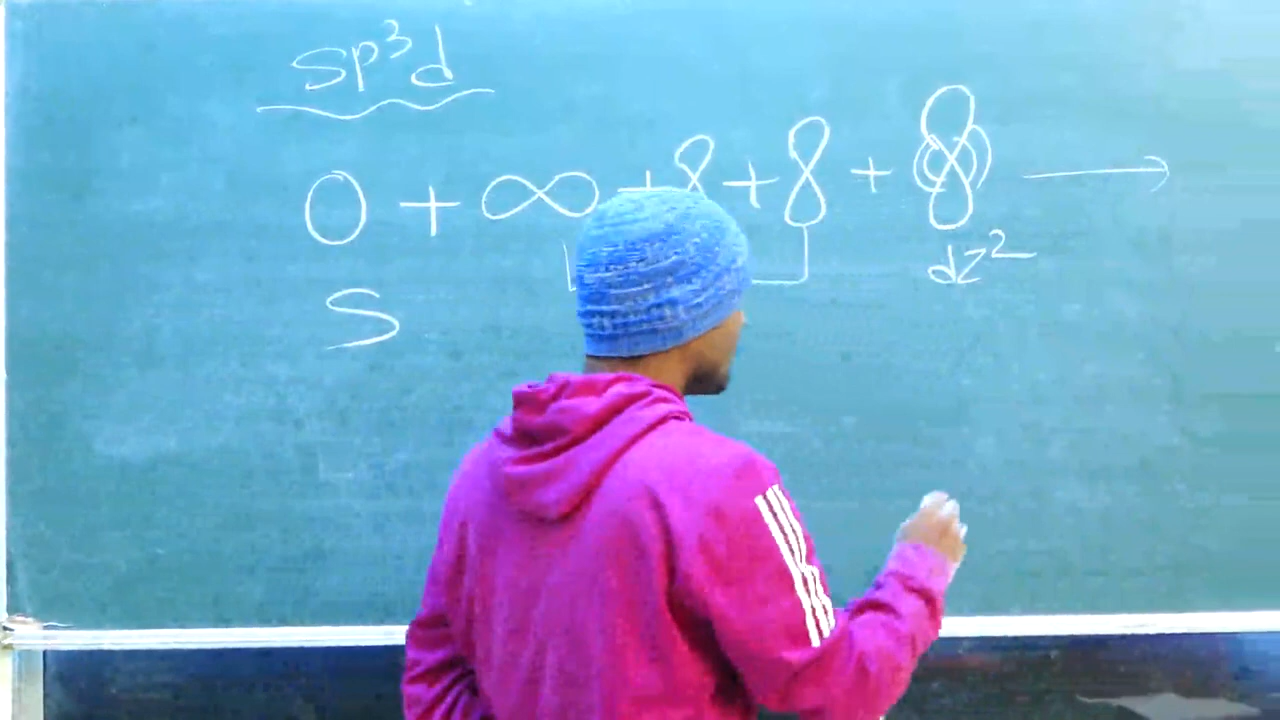 sp³d
0 + ∞ + 8 + 8 + 8 →
S dz²